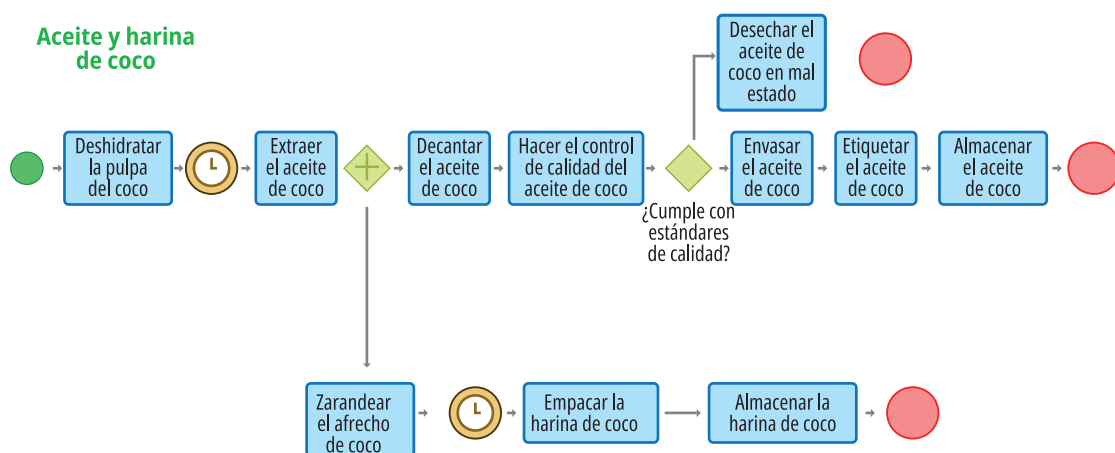 Aceite y harina
de coco
Desechar el
aceite de
coco en mal
estado
Deshidratar
la pulpa
del coco
Extraer
el aceite
de coco
Decantar
el aceite
de coco
Hacer el control
de calidad del
aceite de coco
¿Cumple con
estándares
de calidad?
Envasar
el aceite
de coco
Etiquetar
el aceite
de coco
Almacenar
el aceite
de coco
Zarandear
el afrecho
de coco
Empacar la
harina de coco
Almacenar la
harina de coco